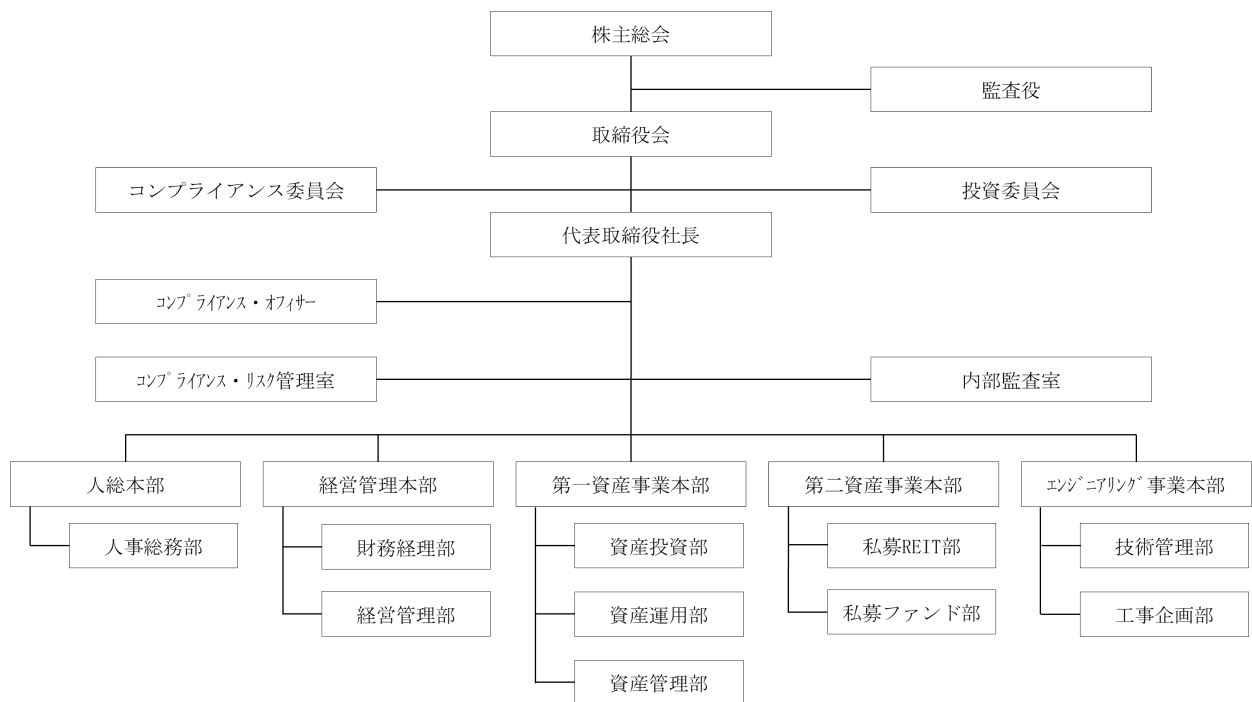 株主総会
監査役
取締役会
コンプライアンス委員会
投資委員会
代表取締役社長
ｺﾝﾌﾟﾗｲｱﾝｽ・ｵﾌｨｻｰ
ｺﾝﾌﾟﾗｲｱﾝｽ・ﾘｽｸ管理室
内部監査室
人総本部
経営管理本部
第一資産事業本部
第二資産事業本部
ｴﾝｼﾞﾆｱﾘﾝｸﾞ事業本部
人事総務部
財務経理部
資産投資部
私募REIT部
技術管理部
経営管理部
資産運用部
私募ファンド部
工事企画部
資産管理部